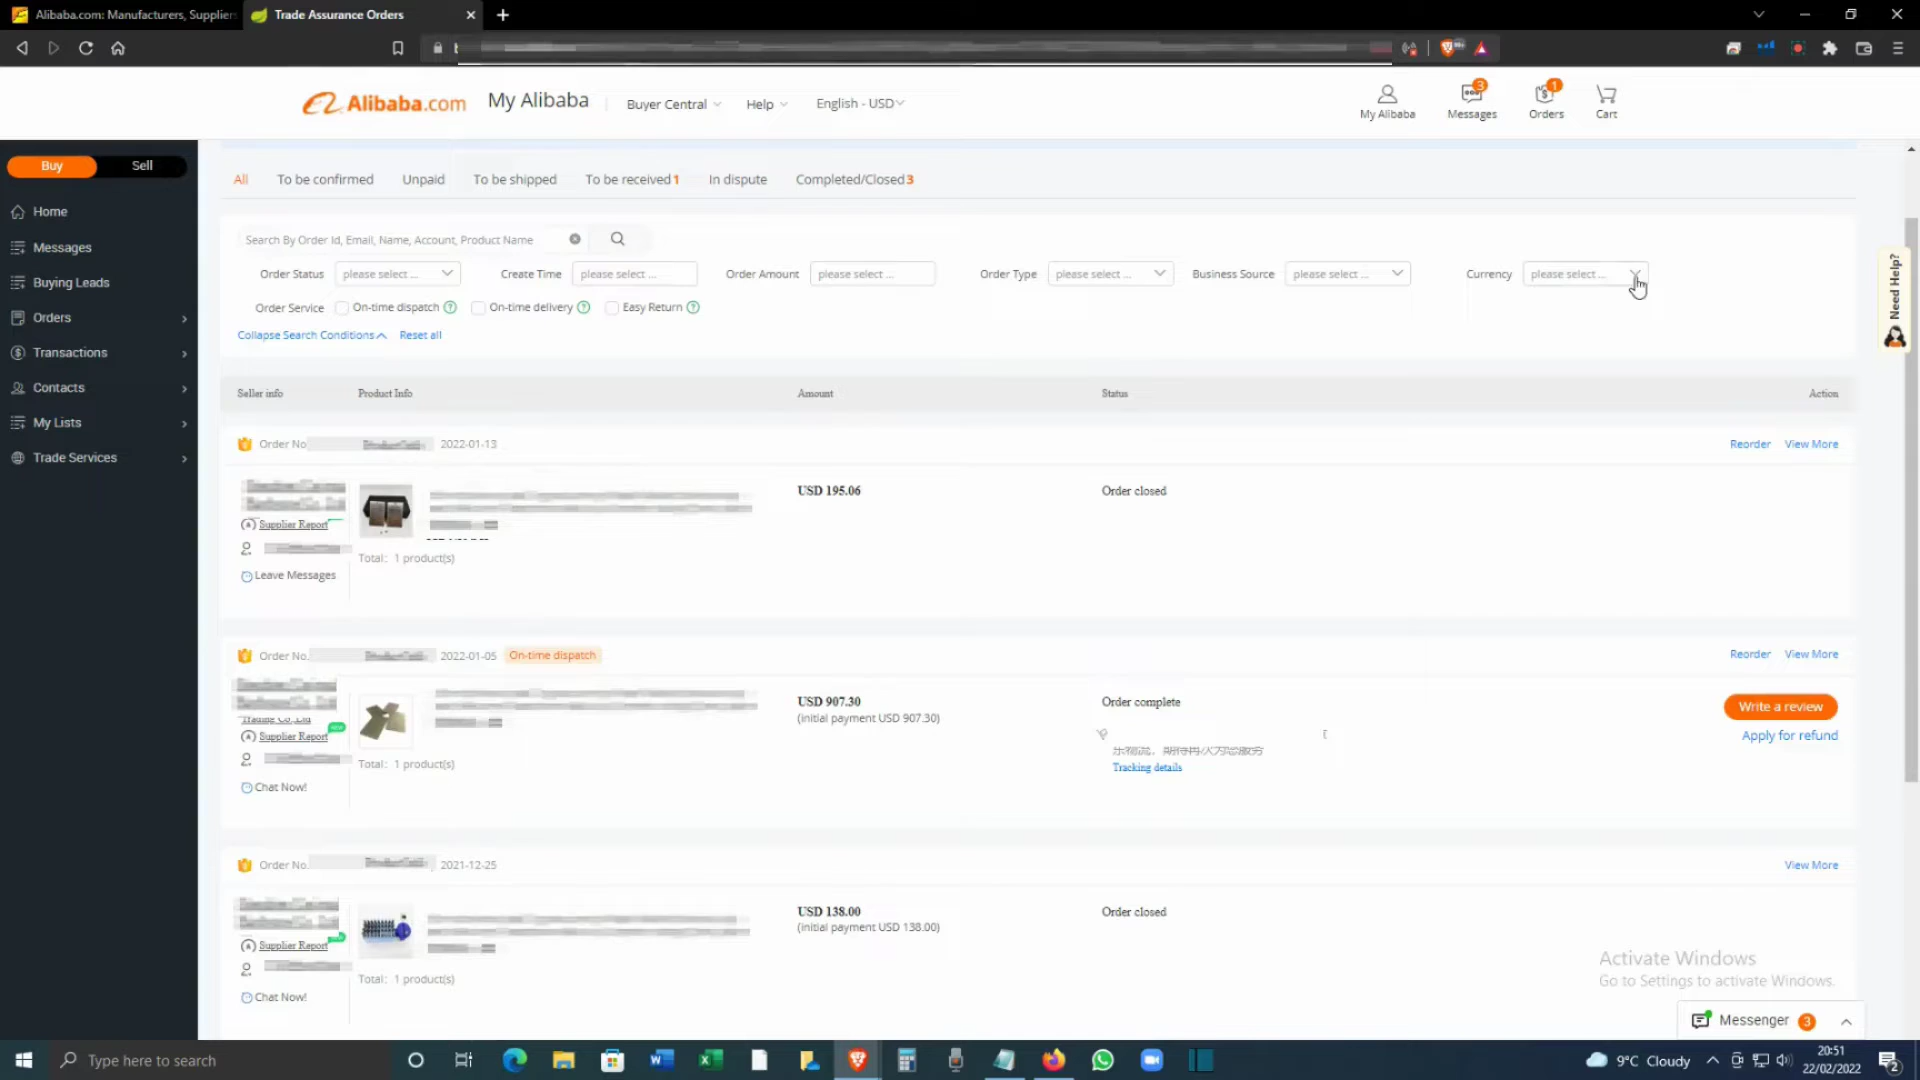 Alibaba.com: Manufacturers, Suppliers
Trade Assurance Orders
Alibaba.com
My Alibaba
Buyer Central
Help
English - USD
My Alibaba
3
Messages
1
Orders
Cart
Buy
Sell
Home
Messages
Buying Leads
Orders
Transactions
Contacts
My Lists
Trade Services
All
To be confirmed
Unpaid
To be shipped
To be received 1
In dispute
Completed/Closed 3
Search By Order Id, Email, Name, Account, Product Name
Order Status
please select ...
Create Time
please select ...
Order Amount
please select ...
Order Type
please select ...
Business Source
please select ...
Currency
please select ...
Order Service
On-time dispatch
On-time delivery
Easy Return
Collapse Search Conditions
Reset all
Need Help?
Seller info
Product Info
Amount
Status
Action
Order No
2022-01-13
Reorder
View More
Supplier Report
Leave Messages
Total: 1 product(s)
USD 195.06
Order closed
Order No.
2022-01-05
On-time dispatch
Reorder
View More
Supplier Report
Chat Now!
Total: 1 product(s)
USD 907.30
(initial payment USD 907.30)
Order complete
Tracking details
Write a review
Apply for refund
Order No.
2021-12-25
View More
Supplier Report
Chat Now!
Total: 1 product(s)
USD 138.00
(initial payment USD 138.00)
Order closed
Activate Windows
Go to Settings to activate Windows.
Messenger 3
Type here to search
9°C Cloudy
20:51
22/02/2022
2